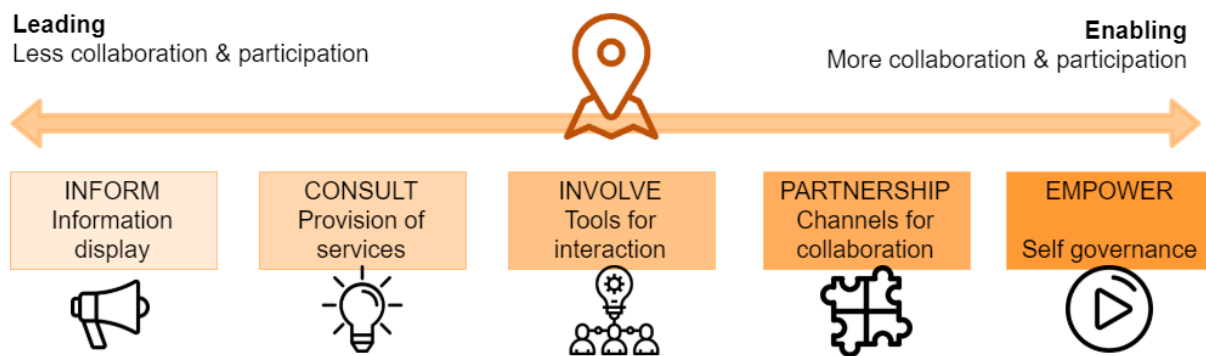 Leading
Less collaboration & participation
Enabling
More collaboration & participation
INFORM
Information
display
CONSULT
Provision of
services
INVOLVE
Tools for
interaction
PARTNERSHIP
Channels for
collaboration
EMPOWER
Self governance